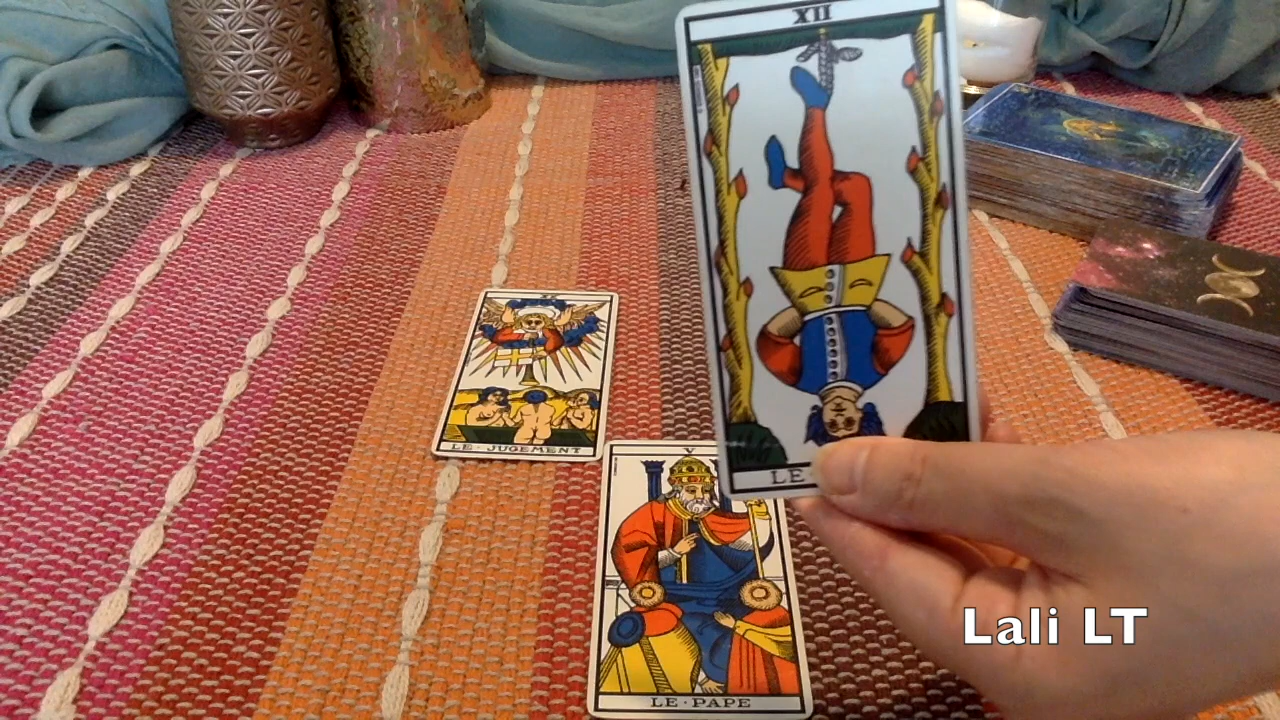 XII
LE
LE · JUGEMENT
V
LE · PAPE
Lali LT